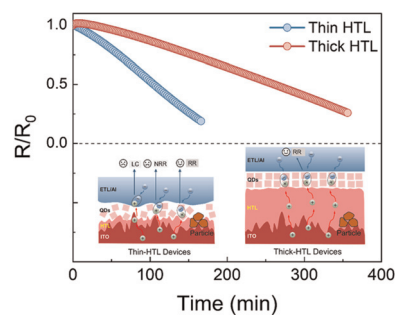 Thin HTL
Thick HTL
R/R0
1.0
0.5
0.0
LC NRR RR
ETL/Al
QDs
HTL
ITO
Particle
Thin-HTL Devices
RR
ETL/Al
QDs
HTL
ITO
Particle
Thick-HTL Devices
0 100 200 300 400
Time (min)